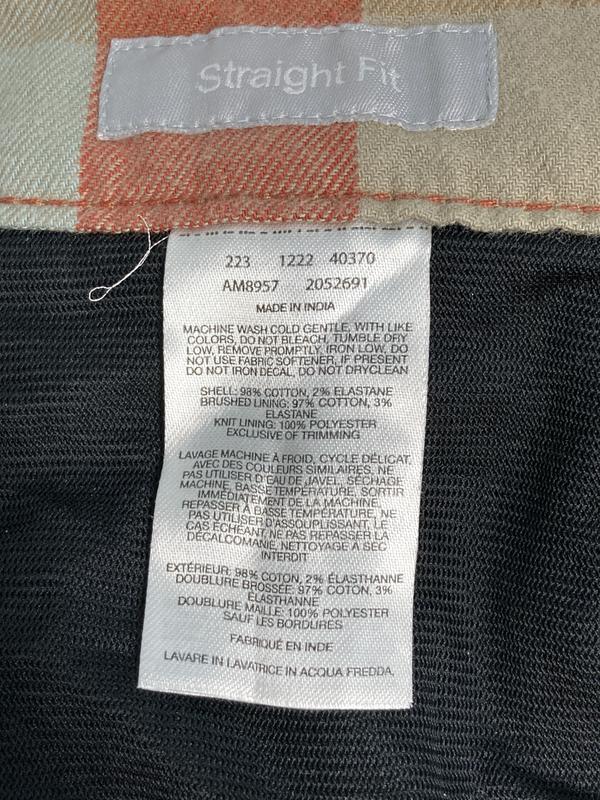 Straight Fit
223 1222 40370
AM8957 2052691
MADE IN INDIA
MACHINE WASH COLD GENTLE, WITH LIKE
COLORS, DO NOT BLEACH, TUMBLE DRY
LOW, REMOVE PROMPTLY, IRON LOW, DO
NOT USE FABRIC SOFTENER, IF PRESENT
DO NOT IRON DECAL, DO NOT DRYCLEAN
SHELL: 98% COTTON, 2% ELASTANE
BRUSHED LINING: 97% COTTON, 3%
ELASTANE
KNIT LINING: 100% POLYESTER
EXCLUSIVE OF TRIMMING
LAVAGE MACHINE À FROID, CYCLE DÉLICAT,
AVEC DES COULEURS SIMILAIRES, NE
PAS UTILISER D'EAU DE JAVEL, SÉCHAGE
MACHINE, BASSE TEMPÉRATURE, SORTIR
IMMÉDIATEMENT DE LA MACHINE,
REPASSER À BASSE TEMPÉRATURE, NE
PAS UTILISER D'ASSOUPLISSANT, LE
CAS ÉCHÉANT, NE PAS REPASSER LA
DÉCALCOMANIE, NETTOYAGE À SEC
INTERDIT
EXTÉRIEUR: 98% COTON, 2% ÉLASTHANNE
DOUBLURE BROSSÉE: 97% COTON, 3%
ÉLASTHANNE
DOUBLURE MAILLE: 100% POLYESTER
SAUF LES BORDURES
FABRIQUÉ EN INDE
LAVARE IN LAVATRICE IN ACQUA FREDDA.